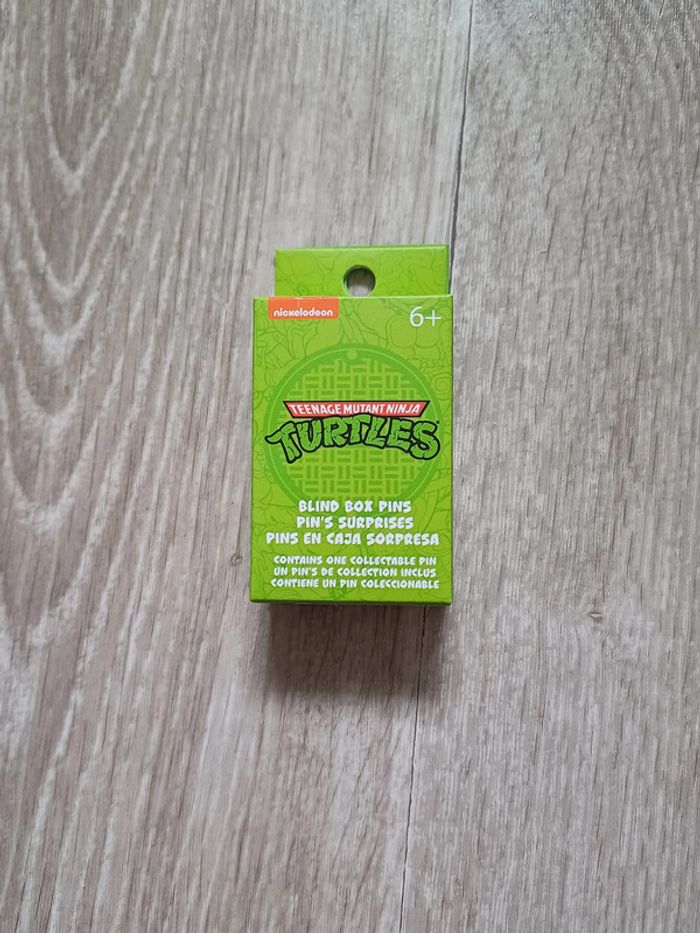 nickelodeon
6+
TEENAGE MUTANT NINJA
TURTLES
BLIND BOX PINS
PIN'S SURPRISES
PINS EN CAJA SORPRESA
CONTAINS ONE COLLECTABLE PIN
UN PIN'S DE COLLECTION INCLUS
CONTIENE UN PIN COLECCIONABLE